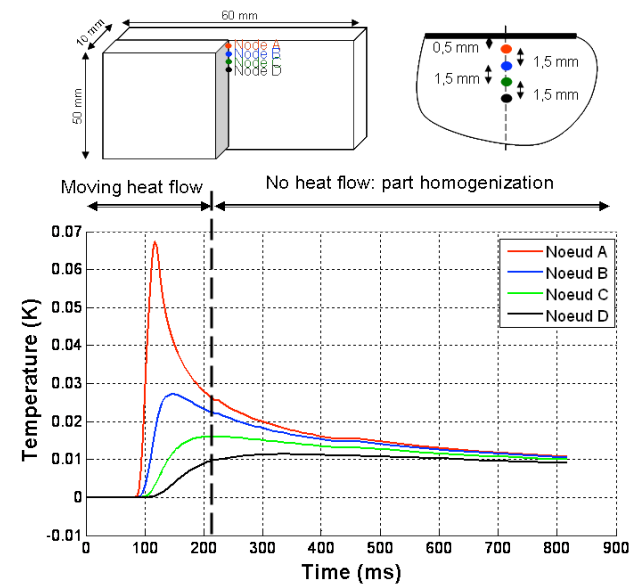 60 mm
10 mm
50 mm
Node A
Node B
Node C
Node D
0,5 mm
1,5 mm
1,5 mm
1,5 mm
Moving heat flow
No heat flow: part homogenization
0.07
0.06
0.05
0.04
0.03
0.02
0.01
0
-0.01
Temperature (K)
Noeud A
Noeud B
Noeud C
Noeud D
0 100 200 300 400 500 600 700 800 900
Time (ms)